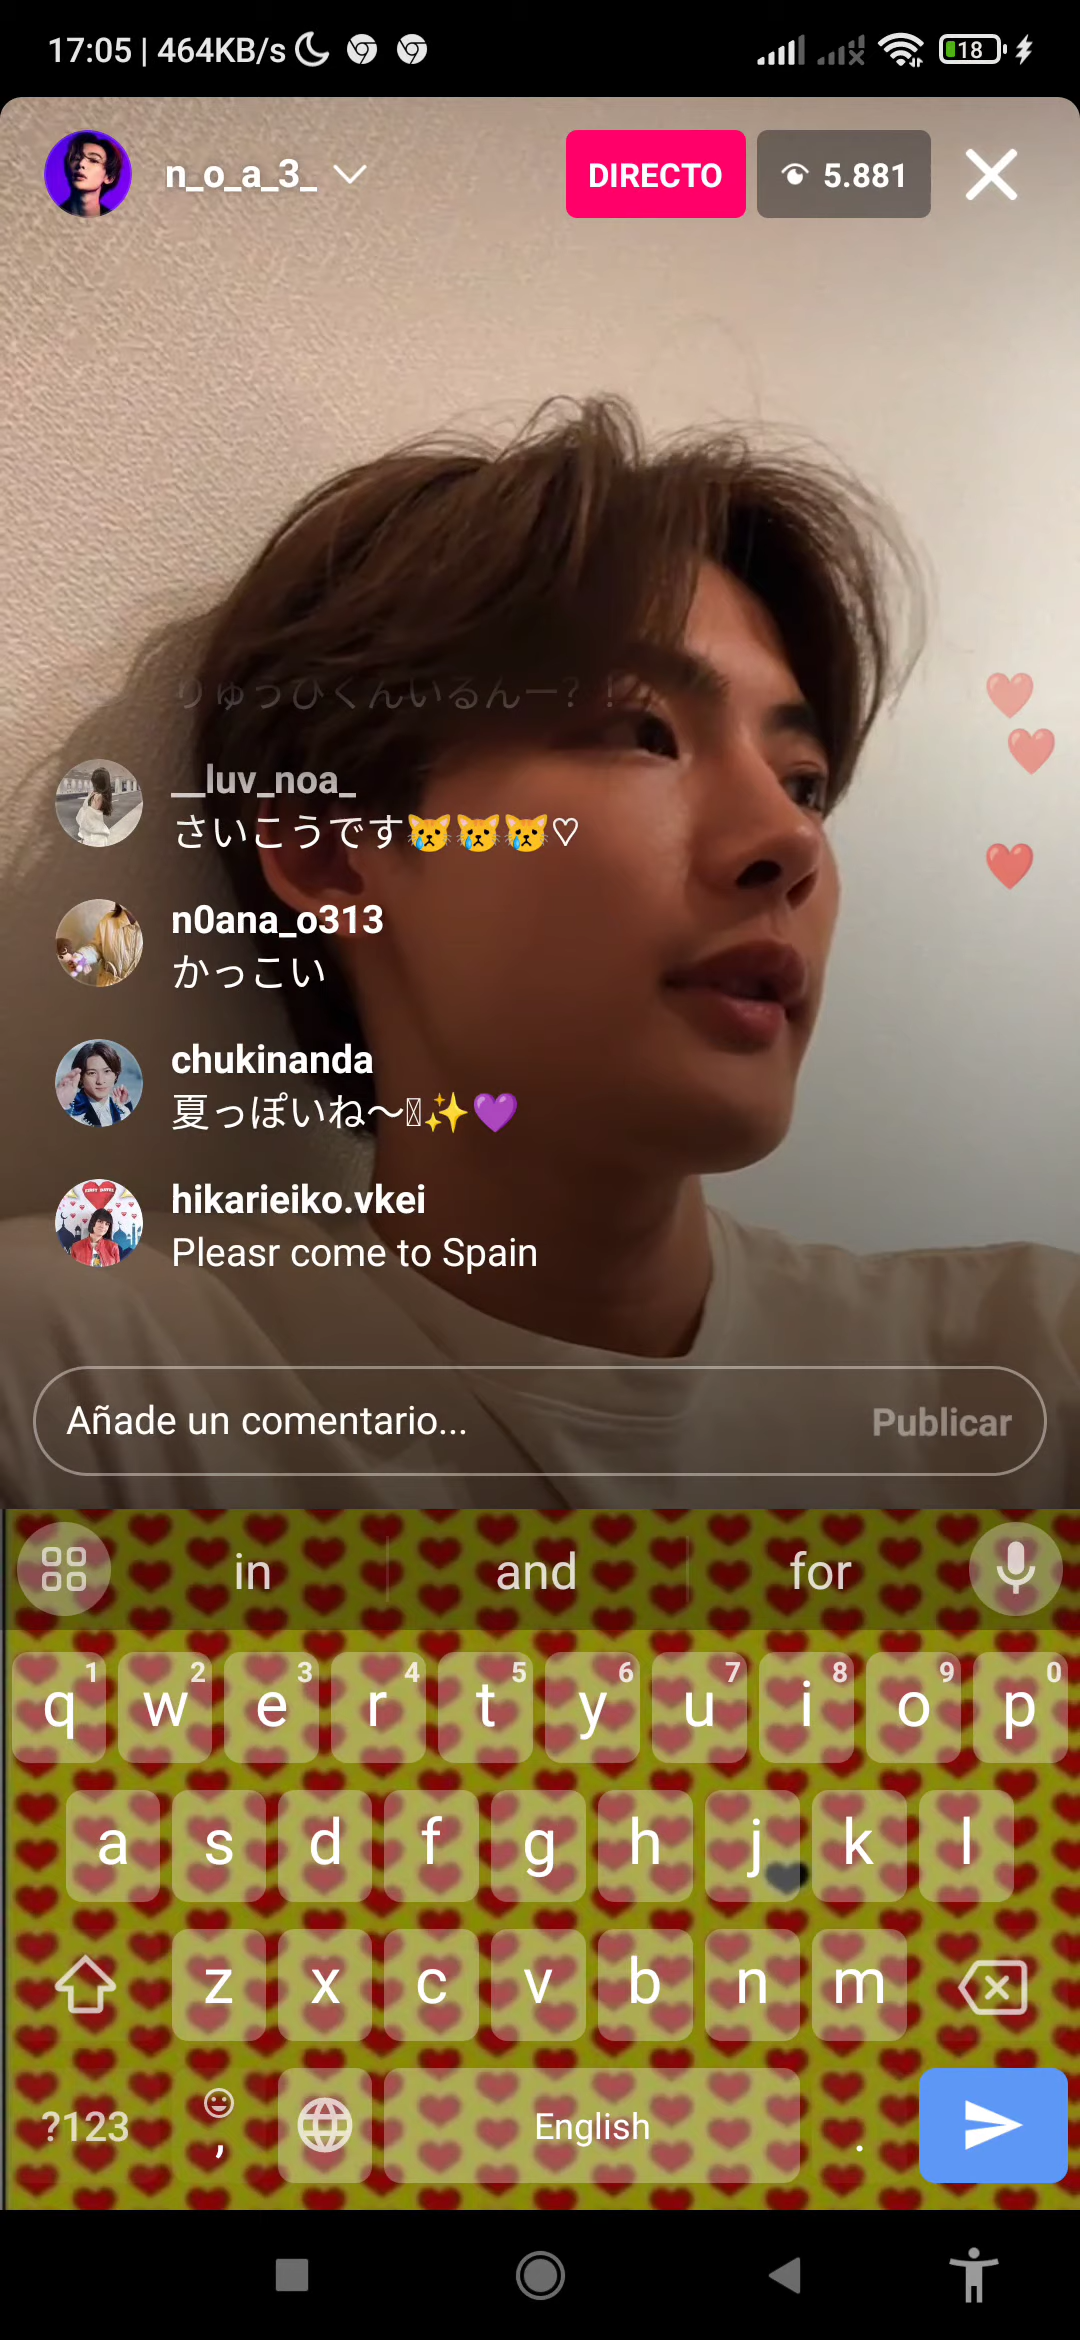 17:05 | 464KB/s 18
n_o_a_3_ DIRECTO 5.881
りゅうひくんいるんー？！
__luv_noa_
さいこうです😿😿😿♡
n0ana_o313
かっこい
chukinanda
夏っぽいね〜✨💜
hikarieiko.vkei
Pleasr come to Spain
Añade un comentario... Publicar
in and for
1 2 3 4 5 6 7 8 9 0
q w e r t y u i o p
a s d f g h j k l
z x c v b n m
?123 , English .